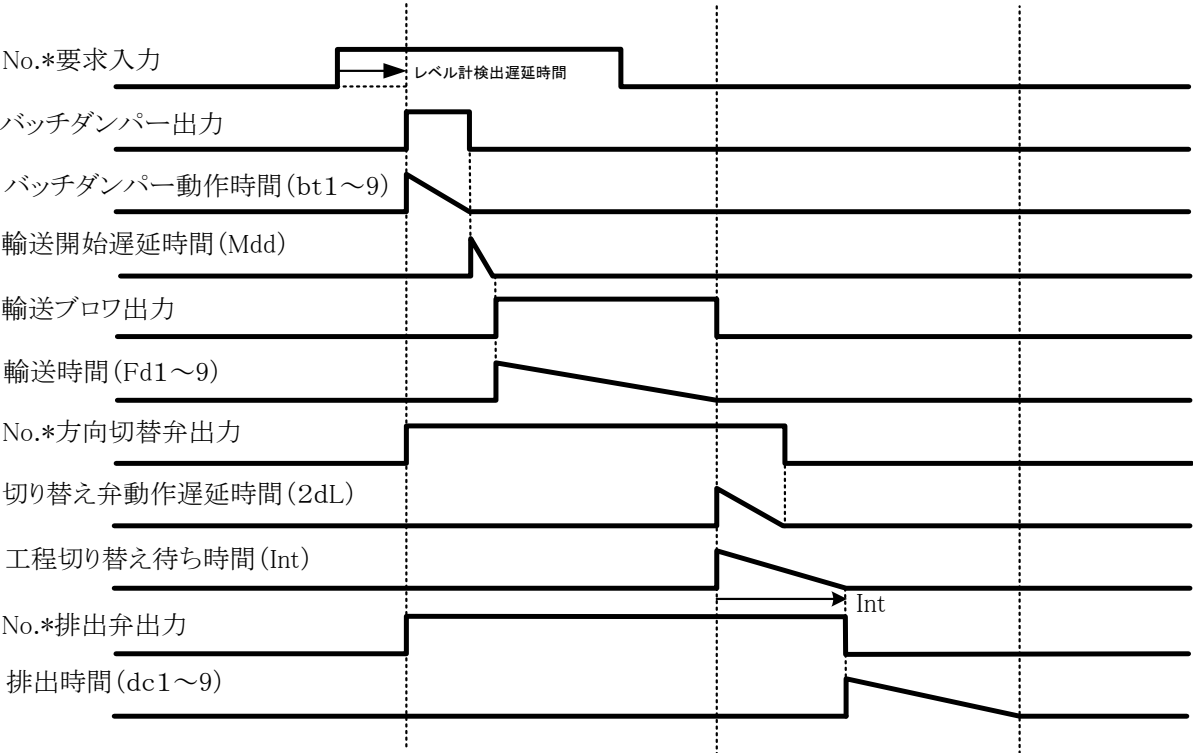 No.*要求入力
レベル計検出遅延時間
バッチダンパー出力
バッチダンパー動作時間(bt1～9)
輸送開始遅延時間(Mdd)
輸送ブロワ出力
輸送時間(Fd1～9)
No.*方向切替弁出力
切り替え弁動作遅延時間(2dL)
工程切り替え待ち時間(Int)
Int
No.*排出弁出力
排出時間(dc1～9)